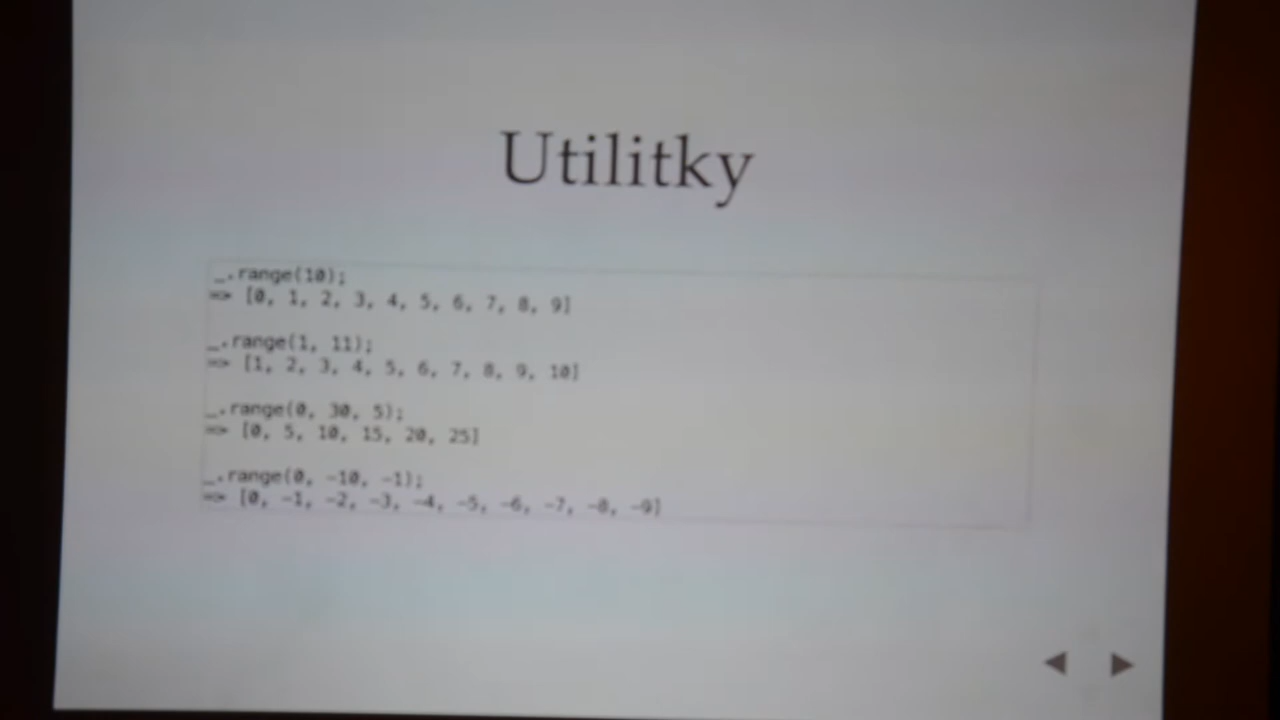 Utilitky
_.range(10);
=> [0, 1, 2, 3, 4, 5, 6, 7, 8, 9]
_.range(1, 11);
=> [1, 2, 3, 4, 5, 6, 7, 8, 9, 10]
_.range(0, 30, 5);
=> [0, 5, 10, 15, 20, 25]
_.range(0, -10, -1);
=> [0, -1, -2, -3, -4, -5, -6, -7, -8, -9]